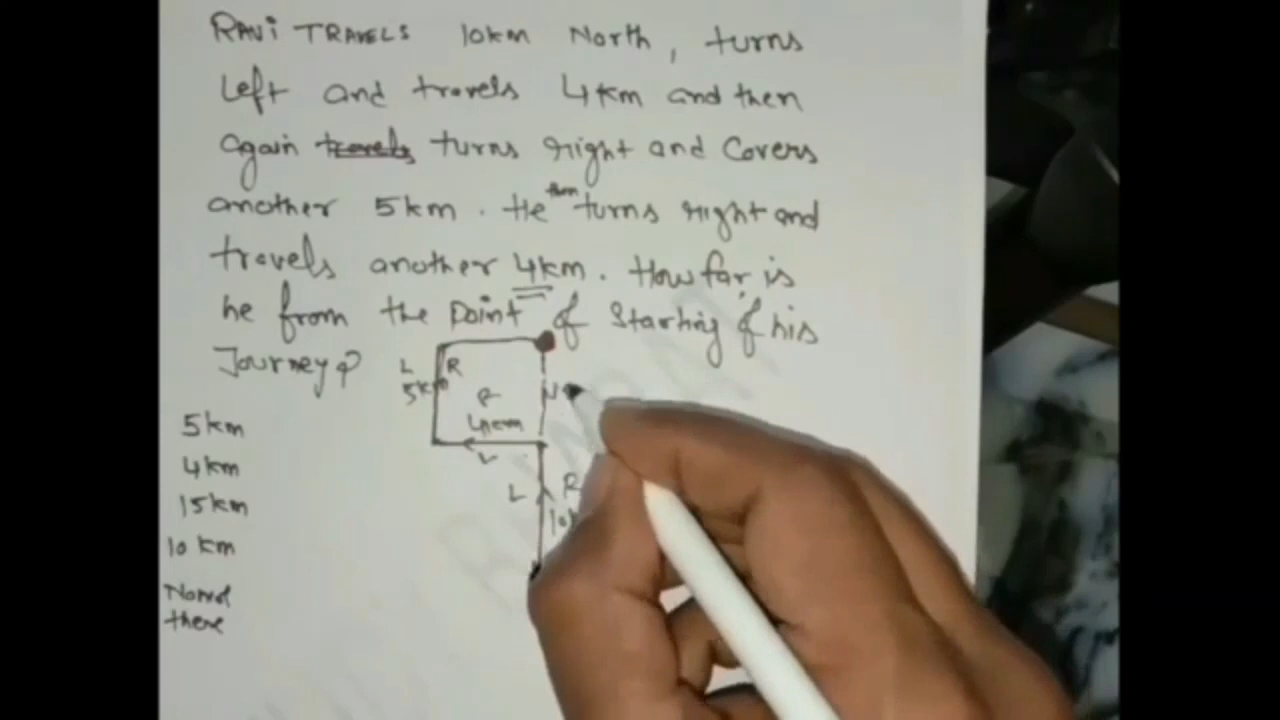 RAVi TRAVELS 10km North, turns
Left and travels 4km and then
again travels turns right and Covers
another 5km. He then turns right and
travels another 4km. How far is
he from the Point of Starting of his
Journey?
L R
5km
R
4km
L
L R
5km
4km
15km
10 km
None
there